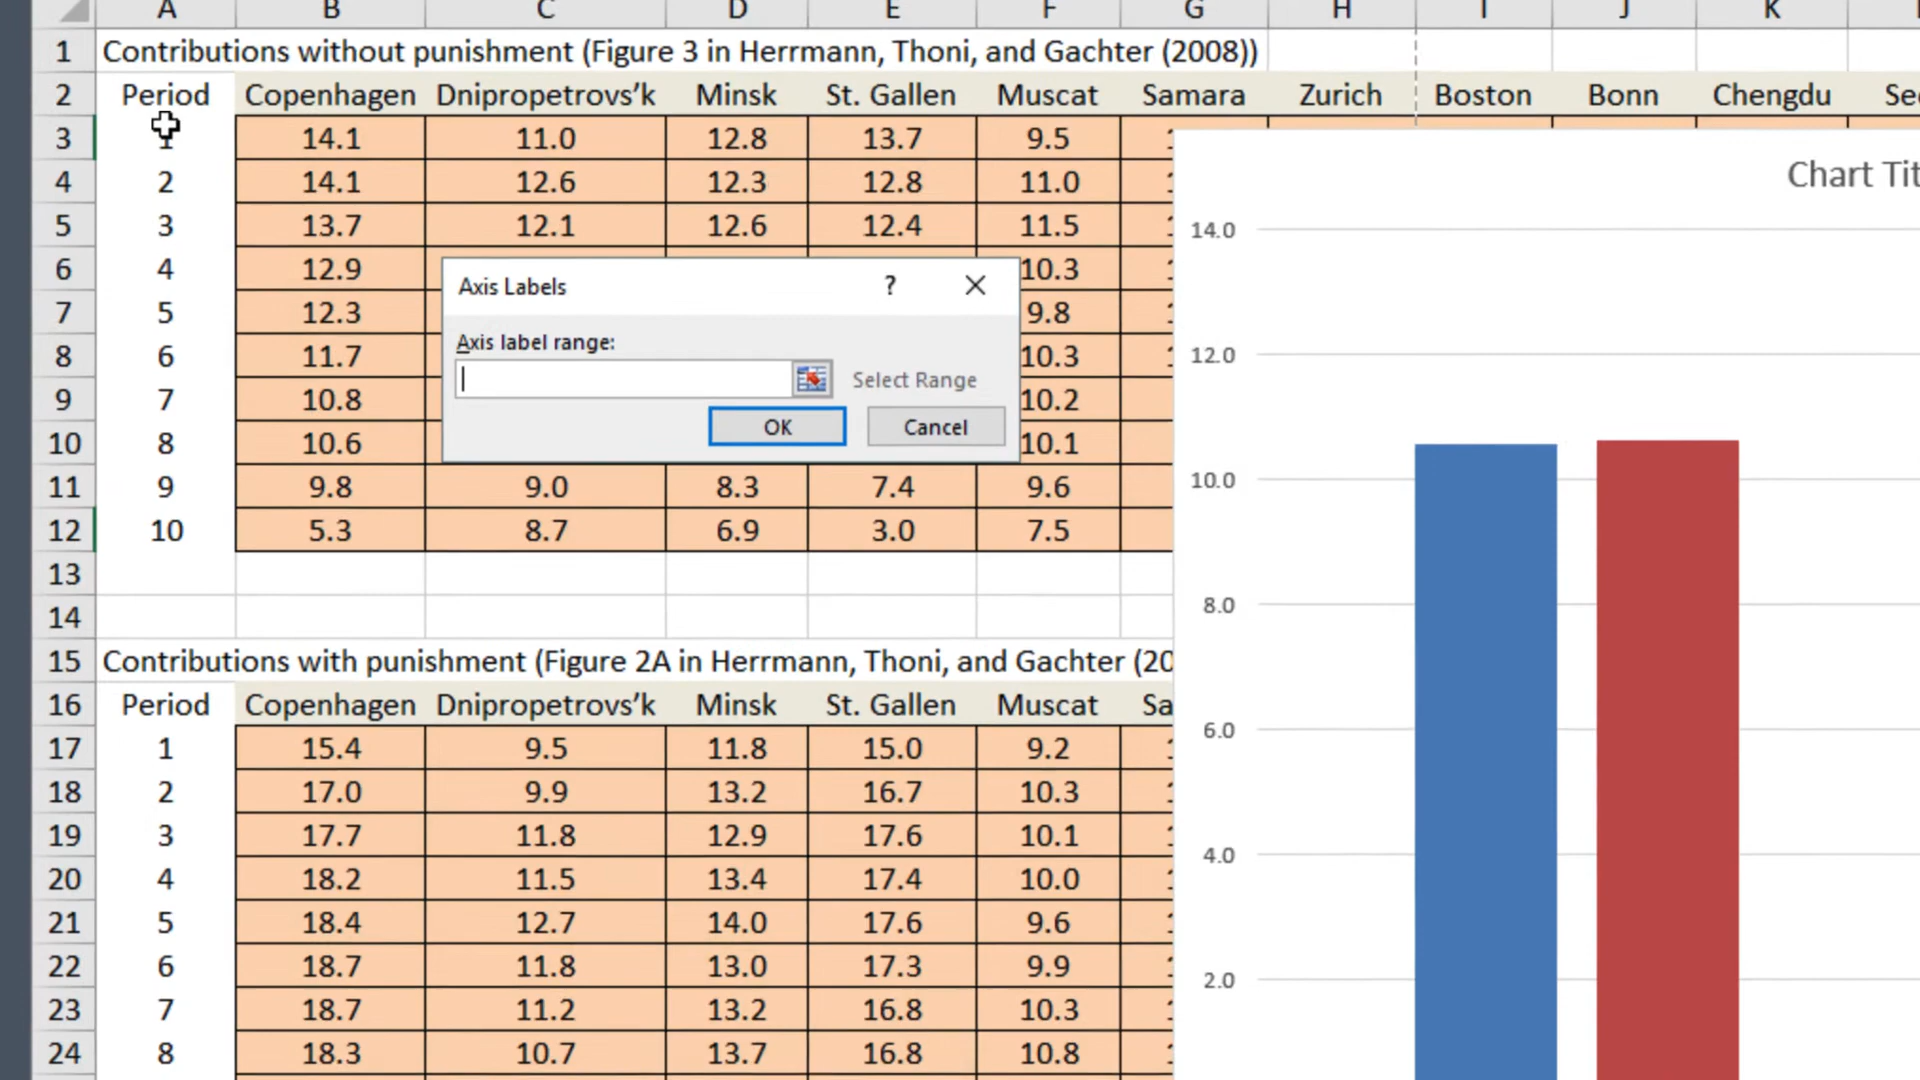 A B C D E F G H I J K
1 Contributions without punishment (Figure 3 in Herrmann, Thoni, and Gachter (2008))
2 Period Copenhagen Dnipropetrovs’k Minsk St. Gallen Muscat Samara Zurich Boston Bonn Chengdu
3 1 14.1 11.0 12.8 13.7 9.5
4 2 14.1 12.6 12.3 12.8 11.0
5 3 13.7 12.1 12.6 12.4 11.5
6 4 12.9 10.3
7 5 12.3 9.8
8 6 11.7 10.3
9 7 10.8 10.2
10 8 10.6 10.1
11 9 9.8 9.0 8.3 7.4 9.6
12 10 5.3 8.7 6.9 3.0 7.5
13
14
15 Contributions with punishment (Figure 2A in Herrmann, Thoni, and Gachter (20
16 Period Copenhagen Dnipropetrovs’k Minsk St. Gallen Muscat Sa
17 1 15.4 9.5 11.8 15.0 9.2
18 2 17.0 9.9 13.2 16.7 10.3
19 3 17.7 11.8 12.9 17.6 10.1
20 4 18.2 11.5 13.4 17.4 10.0
21 5 18.4 12.7 14.0 17.6 9.6
22 6 18.7 11.8 13.0 17.3 9.9
23 7 18.7 11.2 13.2 16.8 10.3
24 8 18.3 10.7 13.7 16.8 10.8
Axis Labels ? ×
Axis label range:
Select Range
OK Cancel
Chart Tit
14.0
12.0
10.0
8.0
6.0
4.0
2.0